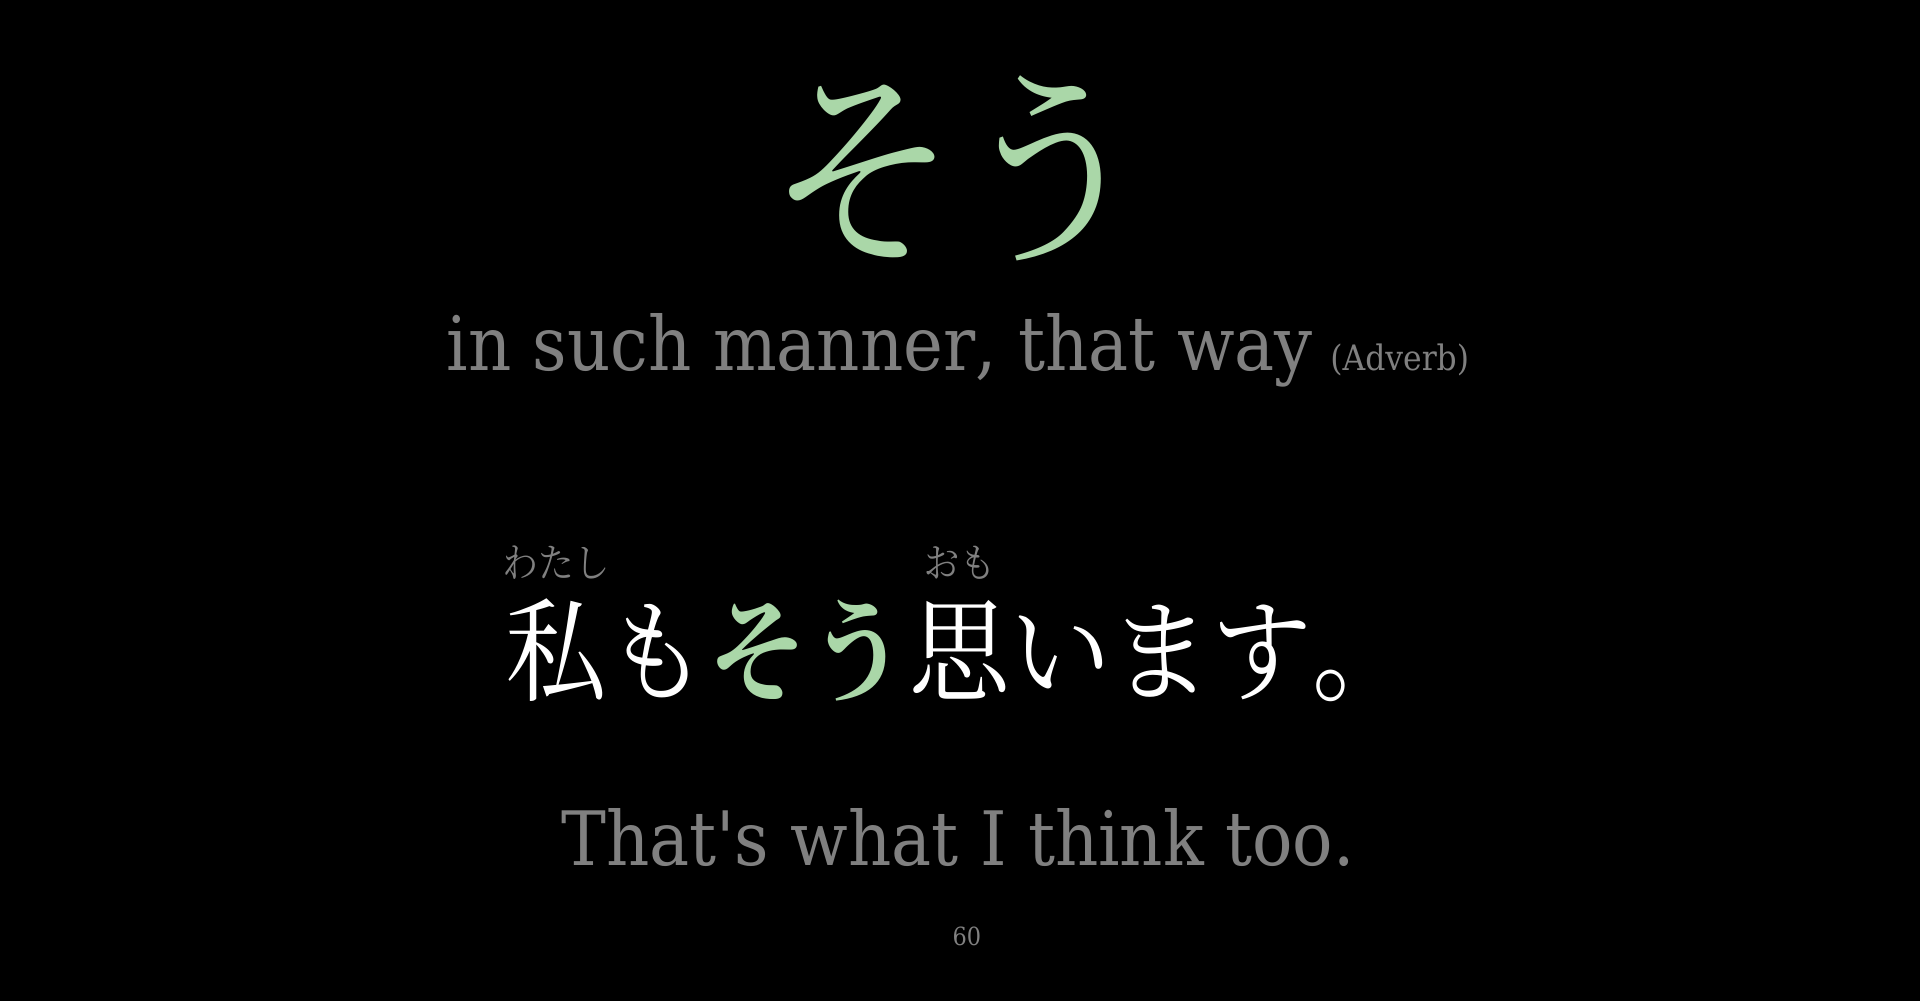 そう
in such manner, that way (Adverb)
わたし おも
私もそう思います。
That's what I think too.
60